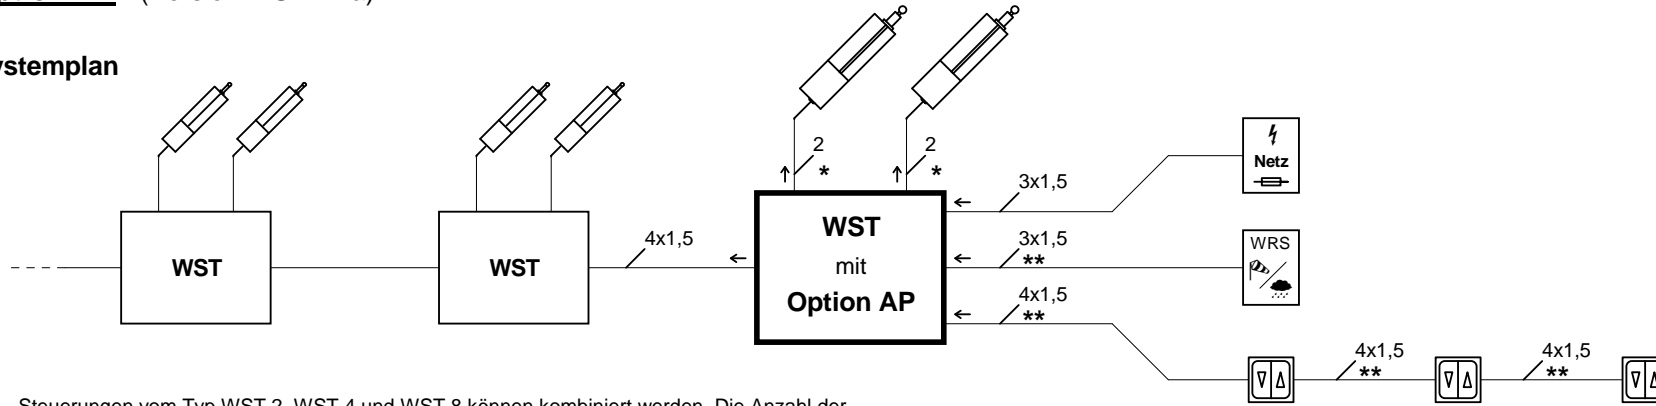 ystemplan
2
*
2
*
3x1,5
Netz
WST
WST
4x1,5
WST
mit
Option AP
3x1,5
**
WRS
4x1,5
**
4x1,5
**
4x1,5
**
Steuerungen vom Typ WST 2, WST 4 und WST 8 können kombiniert werden. Die Anzahl der